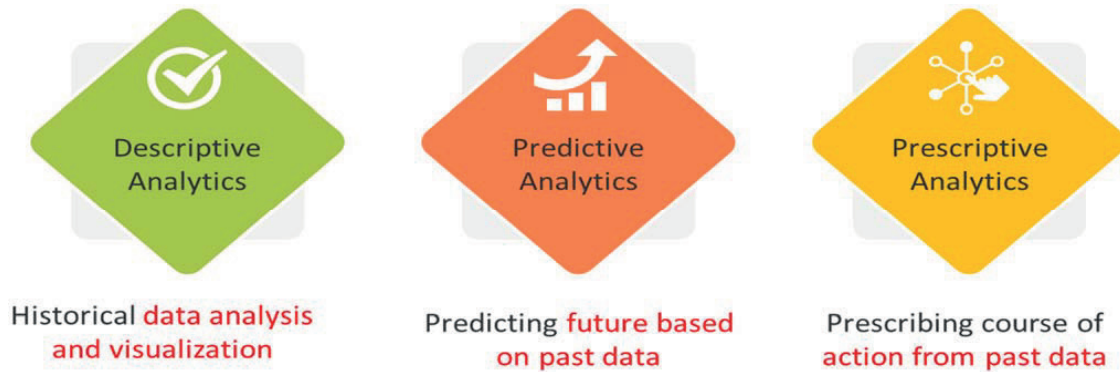 Descriptive
Analytics
Predictive
Analytics
Prescriptive
Analytics
Historical data analysis
and visualization
Predicting future based
on past data
Prescribing course of
action from past data